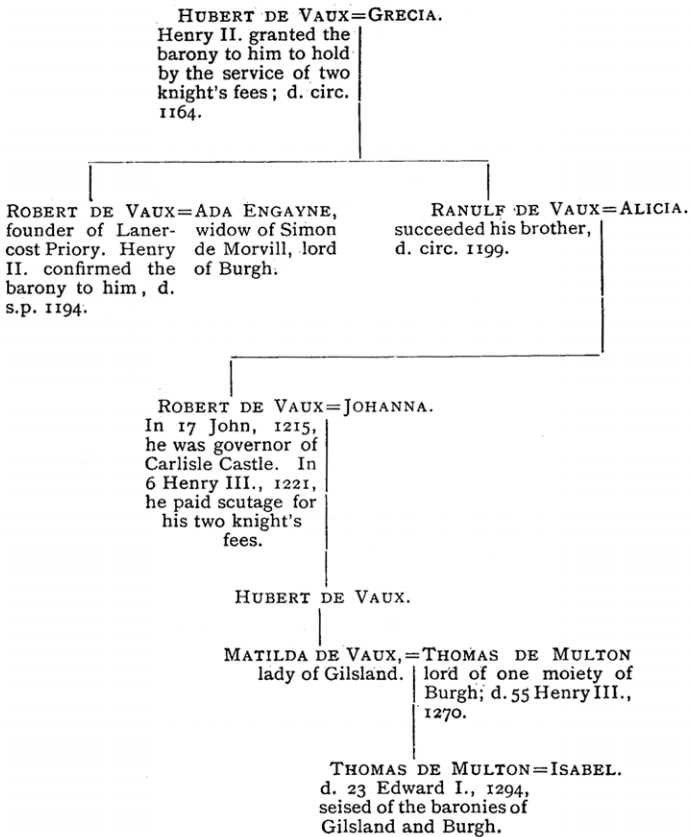 HUBERT DE VAUX=GRECIA.
Henry II. granted the
barony to him to hold
by the service of two
knight's fees; d. circ.
1164.
ROBERT DE VAUX=ADA ENGAYNE,
founder of Laner- widow of Simon
cost Priory. Henry de Morvill, lord
II. confirmed the of Burgh.
barony to him, d.
s.p. 1194.
RANULF DE VAUX=ALICIA.
succeeded his brother,
d. circ. 1199.
ROBERT DE VAUX=JOHANNA.
In 17 John, 1215,
he was governor of
Carlisle Castle. In
6 Henry III., 1221,
he paid scutage for
his two knight's
fees.
HUBERT DE VAUX.
MATILDA DE VAUX,=THOMAS DE MULTON
lady of Gilsland. lord of one moiety of
Burgh; d. 55 Henry III.,
1270.
THOMAS DE MULTON=ISABEL.
d. 23 Edward I., 1294,
seised of the baronies of
Gilsland and Burgh.